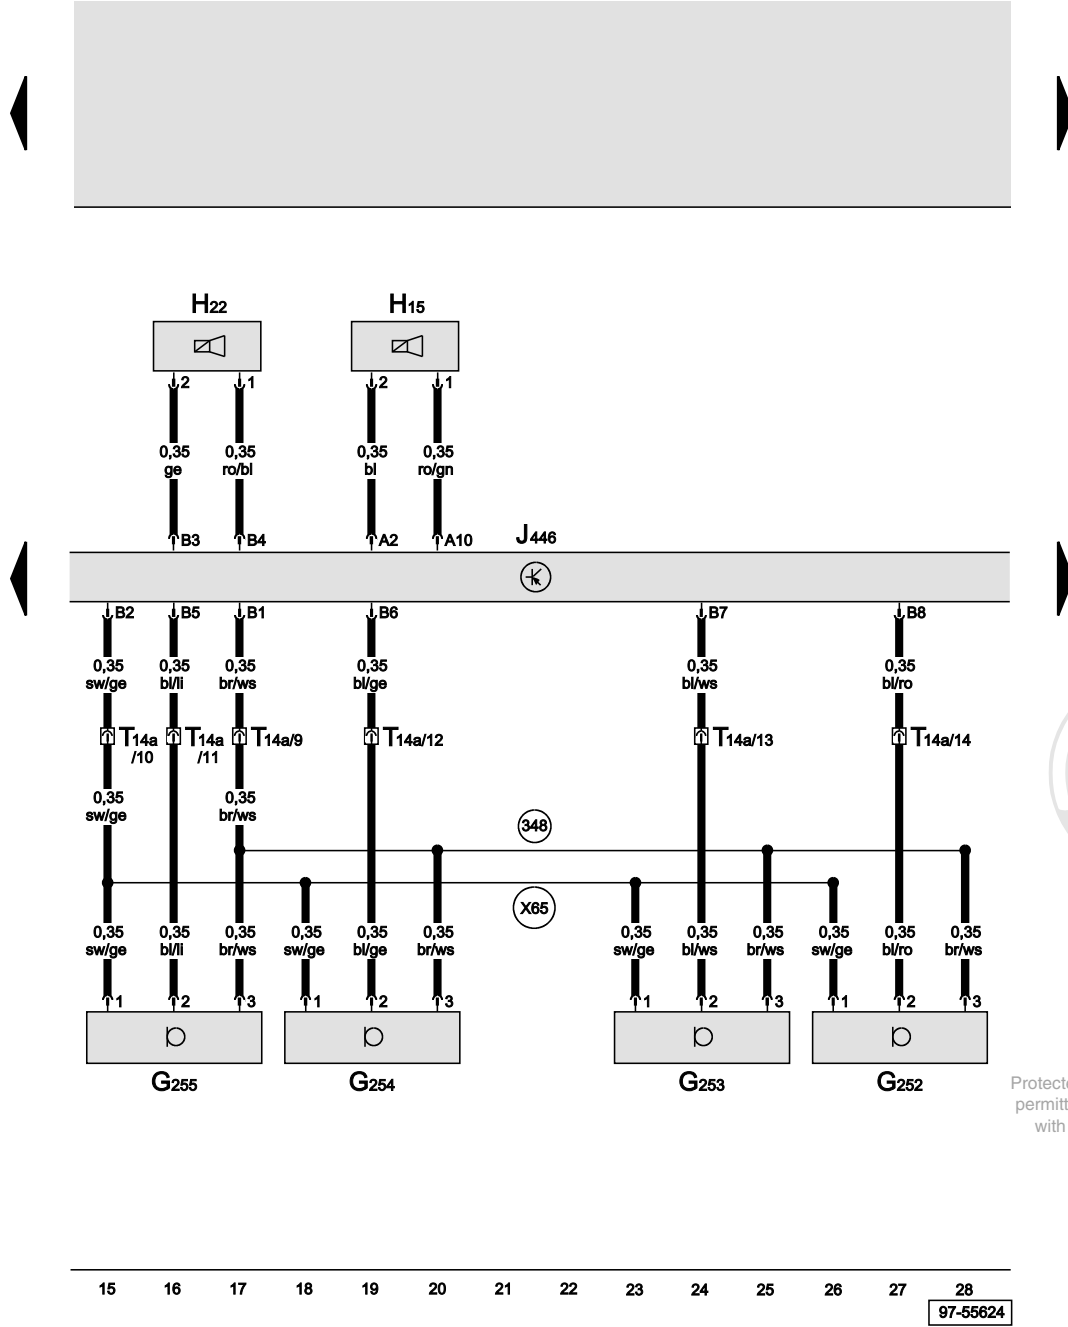 H22 H15
2 1 2 1
0,35 0,35 0,35 0,35
ge ro/bl bl ro/gn
B3 B4 A2 A10 J446
B2 B5 B1 B6 B7 B8
0,35 0,35 0,35 0,35 0,35 0,35
sw/ge bl/li br/ws bl/ge bl/ws bl/ro
T14a T14a T14a/9 T14a/12 T14a/13 T14a/14
/10 /11
0,35 0,35
sw/ge br/ws
348
X65
0,35 0,35 0,35 0,35 0,35 0,35 0,35 0,35 0,35 0,35 0,35 0,35
sw/ge bl/li br/ws sw/ge bl/ge br/ws sw/ge bl/ws br/ws sw/ge bl/ro br/ws
1 2 3 1 2 3 1 2 3 1 2 3
G255 G254 G253 G252
Protecte
permitt
with
15 16 17 18 19 20 21 22 23 24 25 26 27 28
97-55624